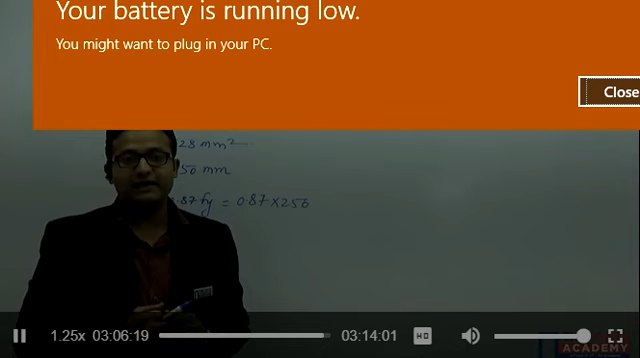 Your battery is running low.
You might want to plug in your PC.
Close
28 mm²
50 mm
.87 fy = 0.87 × 250
1.25x
03:06:19
03:14:01
HD
ACADEMY